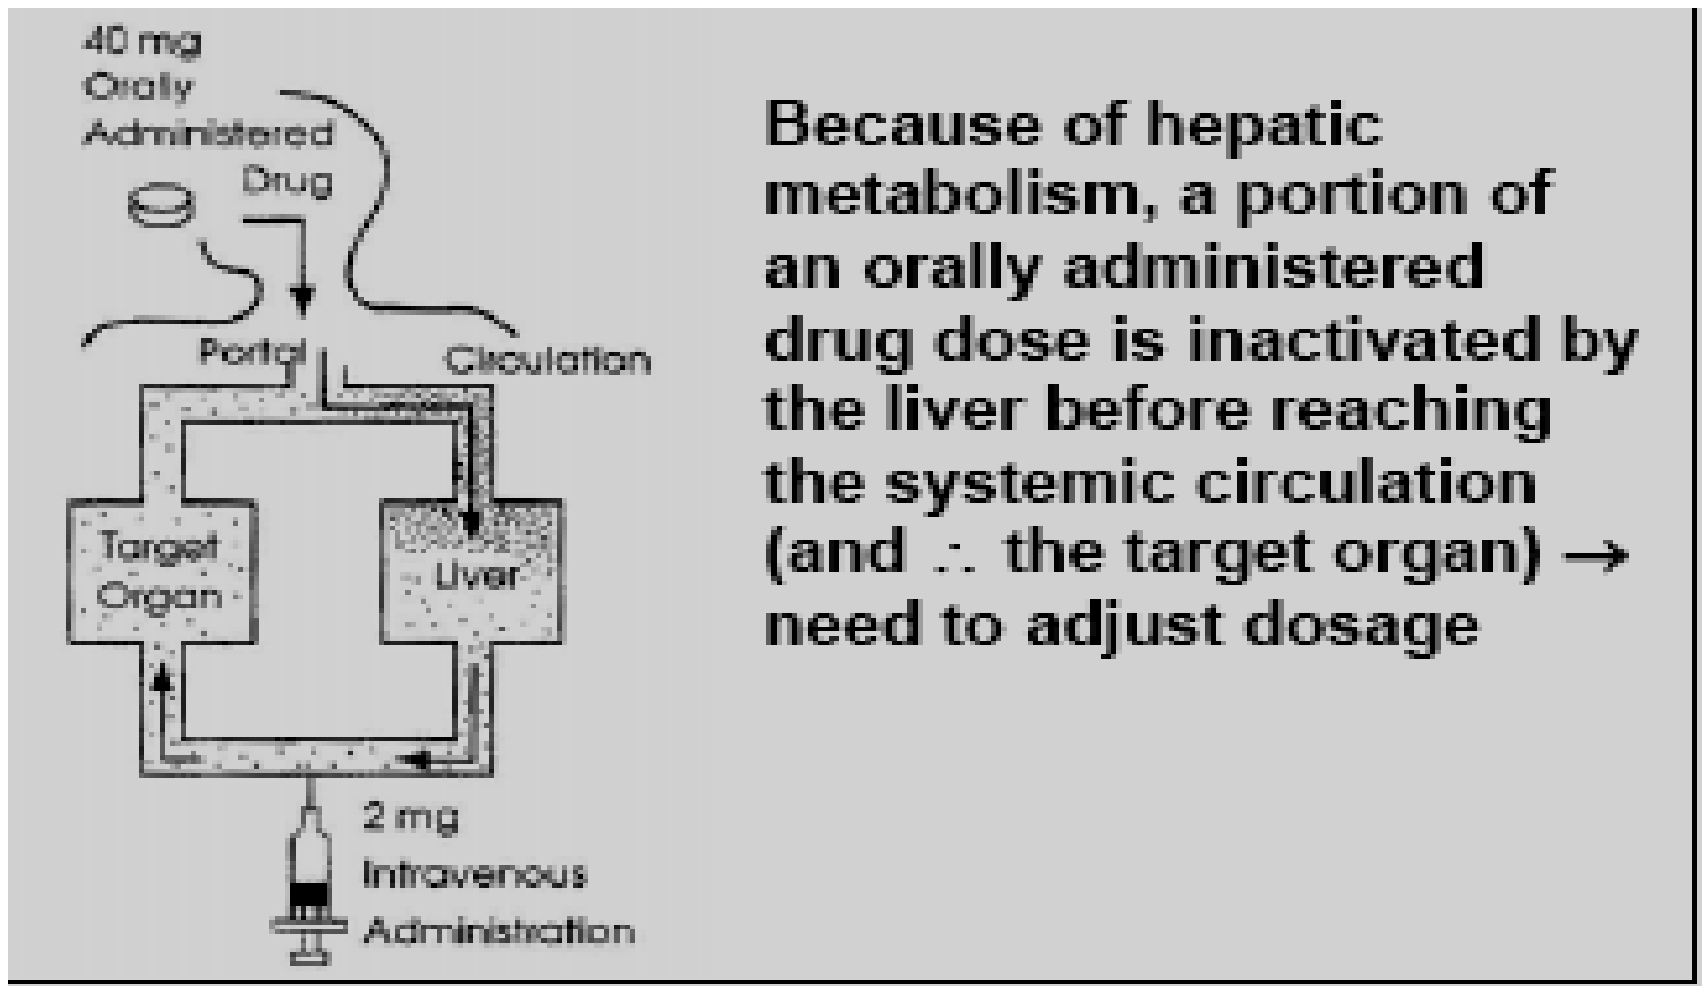 40 mg
Orally
Administered
Drug
Portal Circulation
Target
Organ
Liver
2 mg
Intravenous
Administration
Because of hepatic
metabolism, a portion of
an orally administered
drug dose is inactivated by
the liver before reaching
the systemic circulation
(and ∴ the target organ) →
need to adjust dosage